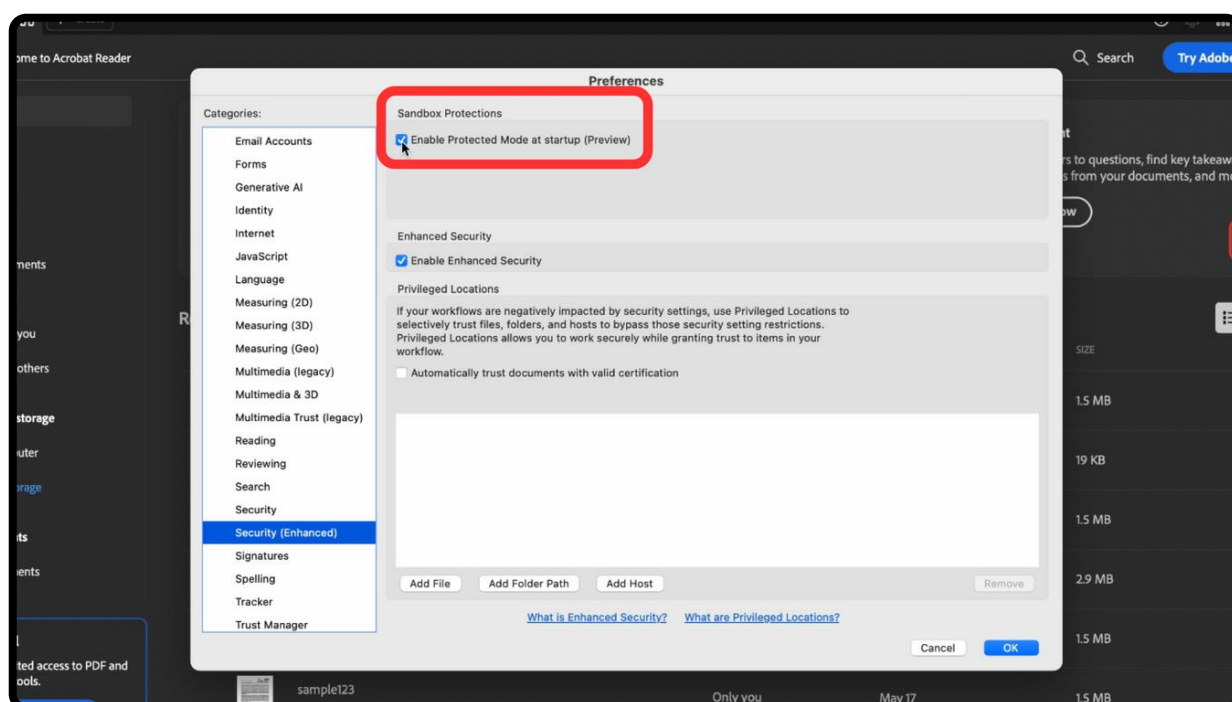 Create
ome to Acrobat Reader
Search
Try Adobe
Preferences
Categories:
Email Accounts
Forms
Generative AI
Identity
Internet
JavaScript
Language
Measuring (2D)
Measuring (3D)
Measuring (Geo)
Multimedia (legacy)
Multimedia & 3D
Multimedia Trust (legacy)
Reading
Reviewing
Search
Security
Security (Enhanced)
Signatures
Spelling
Tracker
Trust Manager
Sandbox Protections
Enable Protected Mode at startup (Preview)
Enhanced Security
Enable Enhanced Security
Privileged Locations
If your workflows are negatively impacted by security settings, use Privileged Locations to
selectively trust files, folders, and hosts to bypass those security setting restrictions.
Privileged Locations allows you to work securely while granting trust to items in your
workflow.
Automatically trust documents with valid certification
Add File Add Folder Path Add Host Remove
What is Enhanced Security? What are Privileged Locations?
Cancel OK
nt
rs to questions, find key takeaw
s from your documents, and mo
ow
ments
R
you
others
storage
uter
orage
ts
ents
l
ted access to PDF and
ools.
SIZE
1.5 MB
19 KB
1.5 MB
2.9 MB
1.5 MB
sample123 Only you May 17 1.5 MB